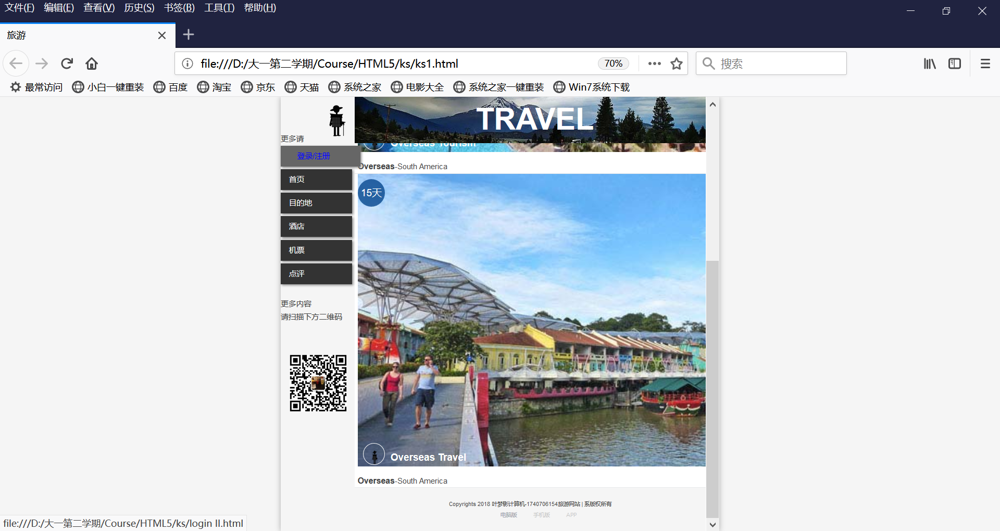 文件(F) 编辑(E) 查看(V) 历史(S) 书签(B) 工具(T) 帮助(H)
旅游
file:///D:/大一第二学期/Course/HTML5/ks/ks1.html
70%
搜索
最常访问 小白一键重装 百度 淘宝 京东 天猫 系统之家 电影大全 系统之家一键重装 Win7系统下载
TRAVEL
更多请
登录/注册
首页
目的地
酒店
机票
点评
更多内容
请扫描下方二维码
Overseas Tourism
Overseas-South America
15天
Overseas Travel
Overseas-South America
Copyrights 2018 叶梦影计算机-1740706154旅游网站 | 系版权所有
电脑版 手机版 APP
file:///D:/大一第二学期/Course/HTML5/ks/login II.html